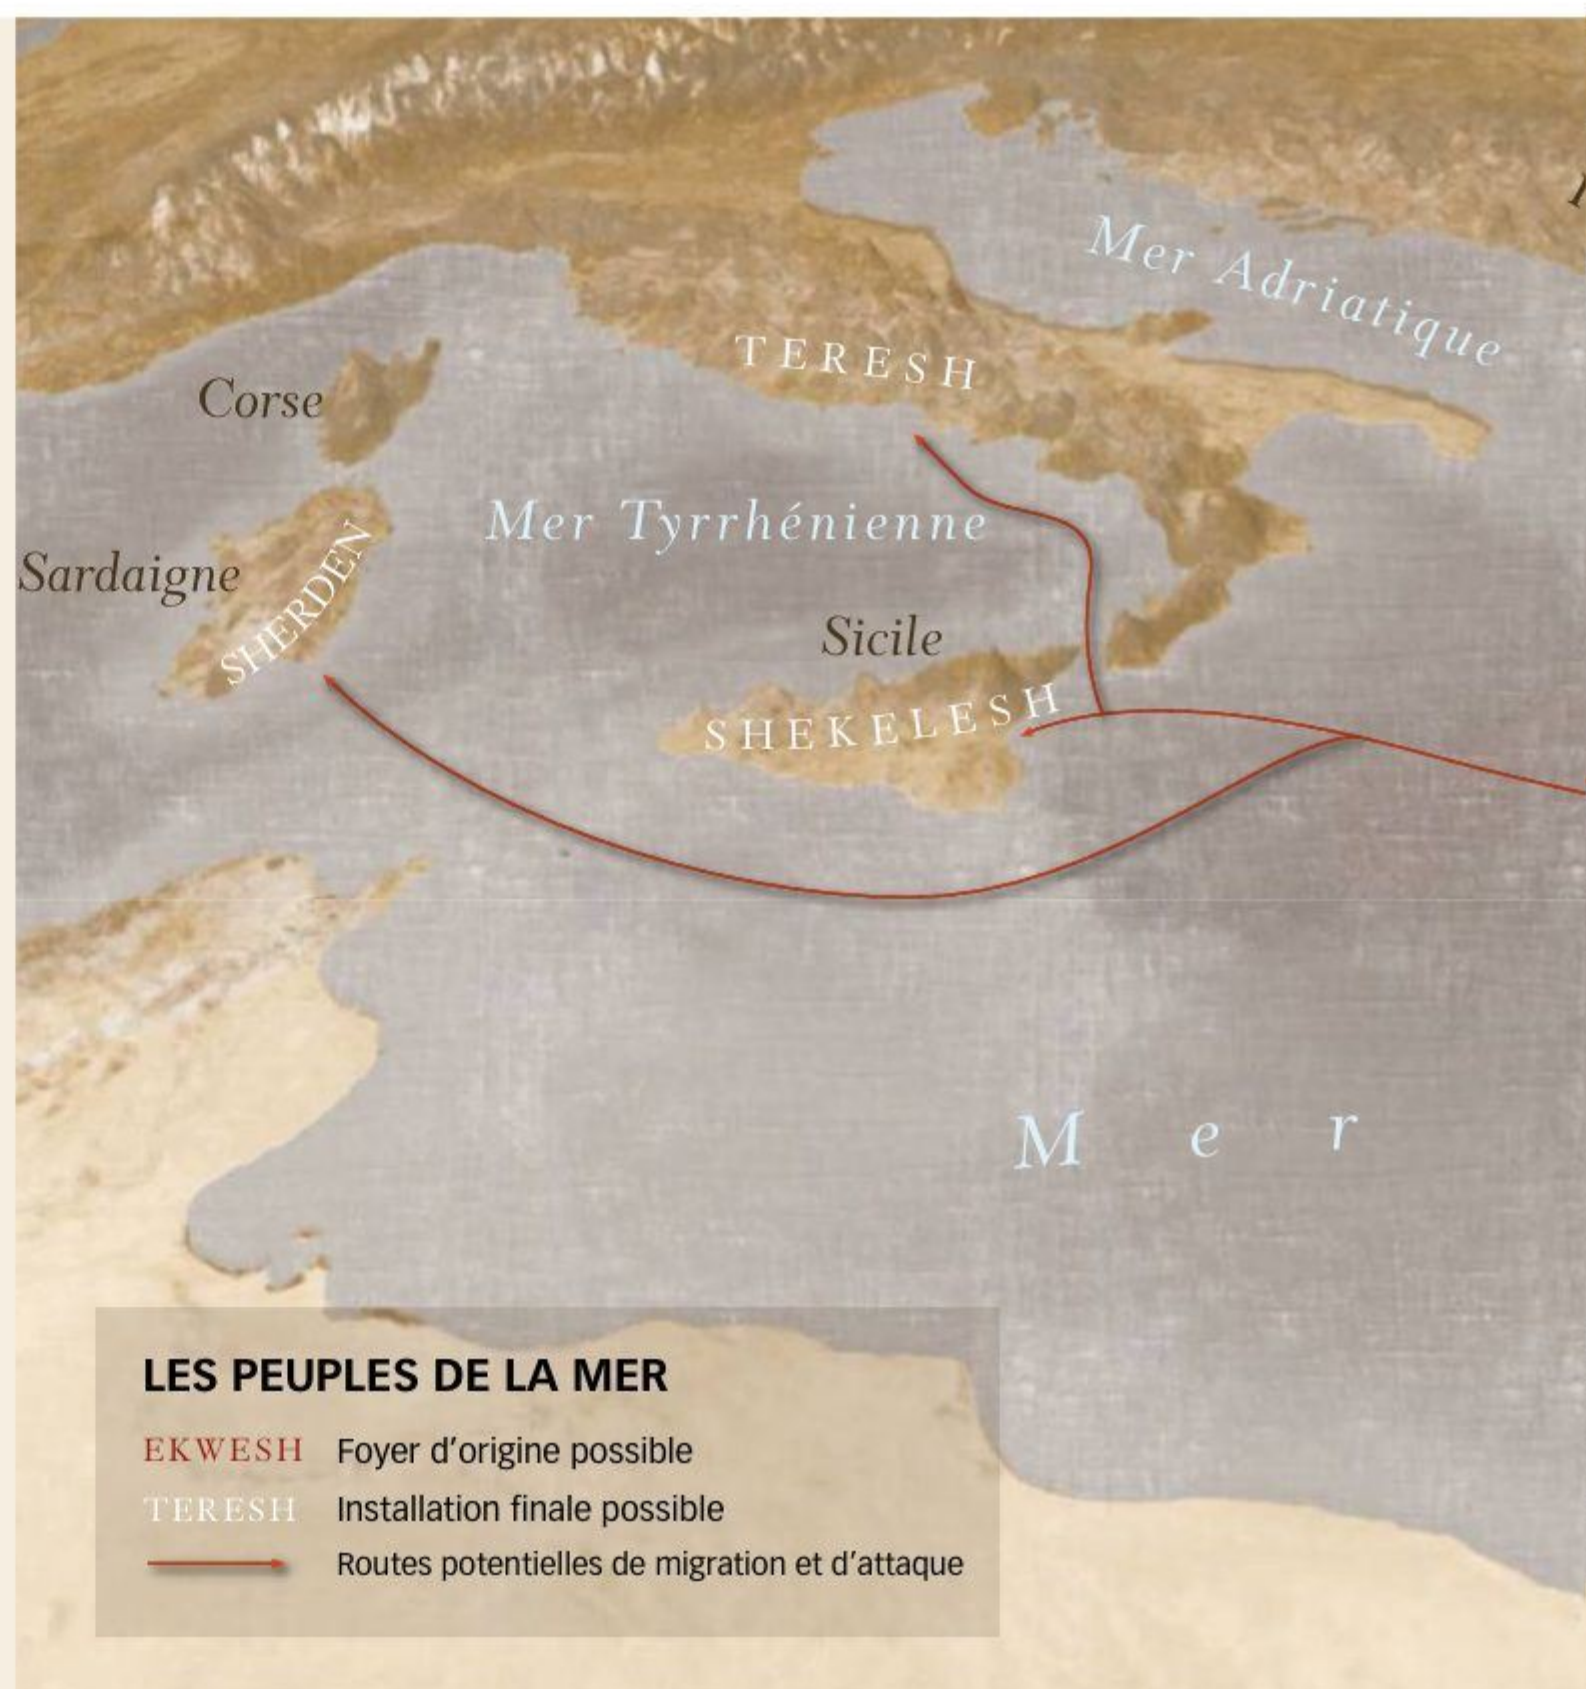 Mer Adriatique
TERESH
Corse
Mer Tyrrhénienne
Sardaigne
SHERDEN
Sicile
SHEKELESH
Mer
LES PEUPLES DE LA MER
EKWESH Foyer d'origine possible
TERESH Installation finale possible
Routes potentielles de migration et d'attaque